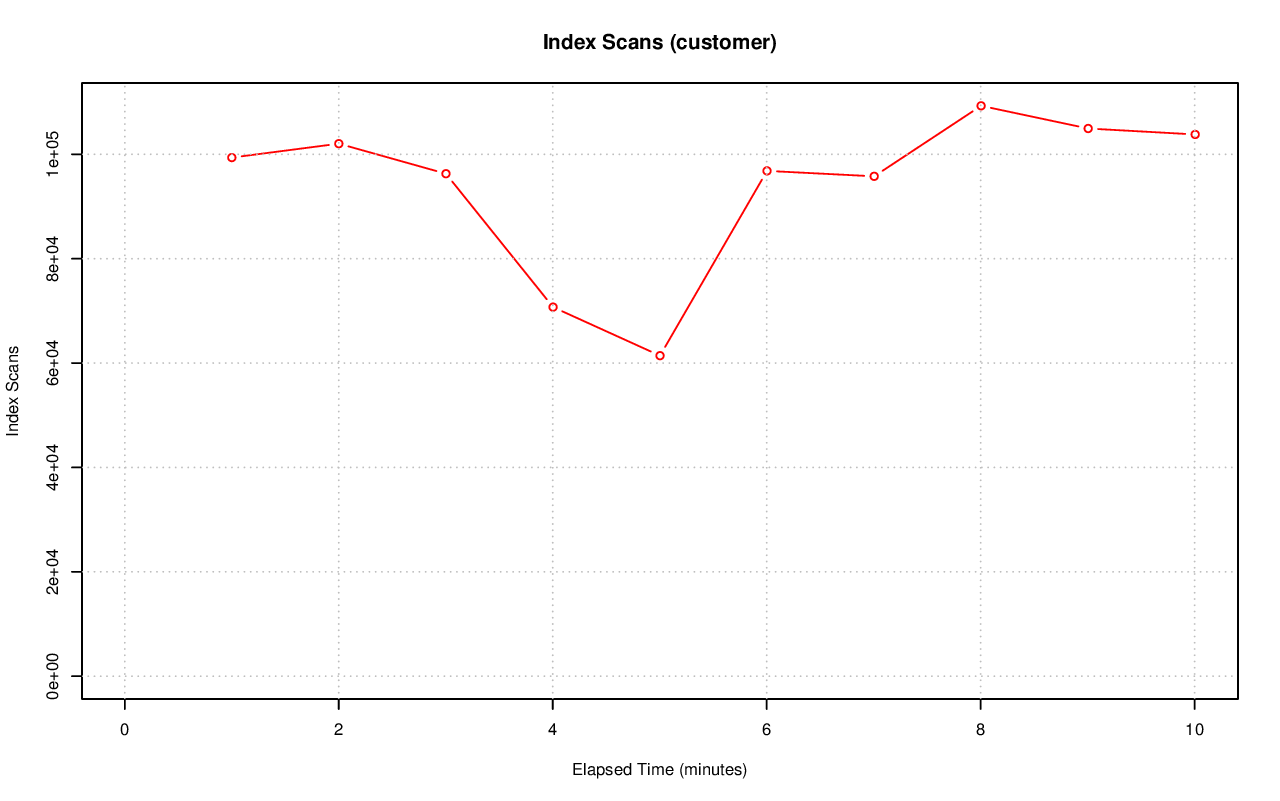 Index Scans (customer)
1e+05
8e+04
6e+04
4e+04
2e+04
0e+00
Index Scans
0 2 4 6 8 10
Elapsed Time (minutes)